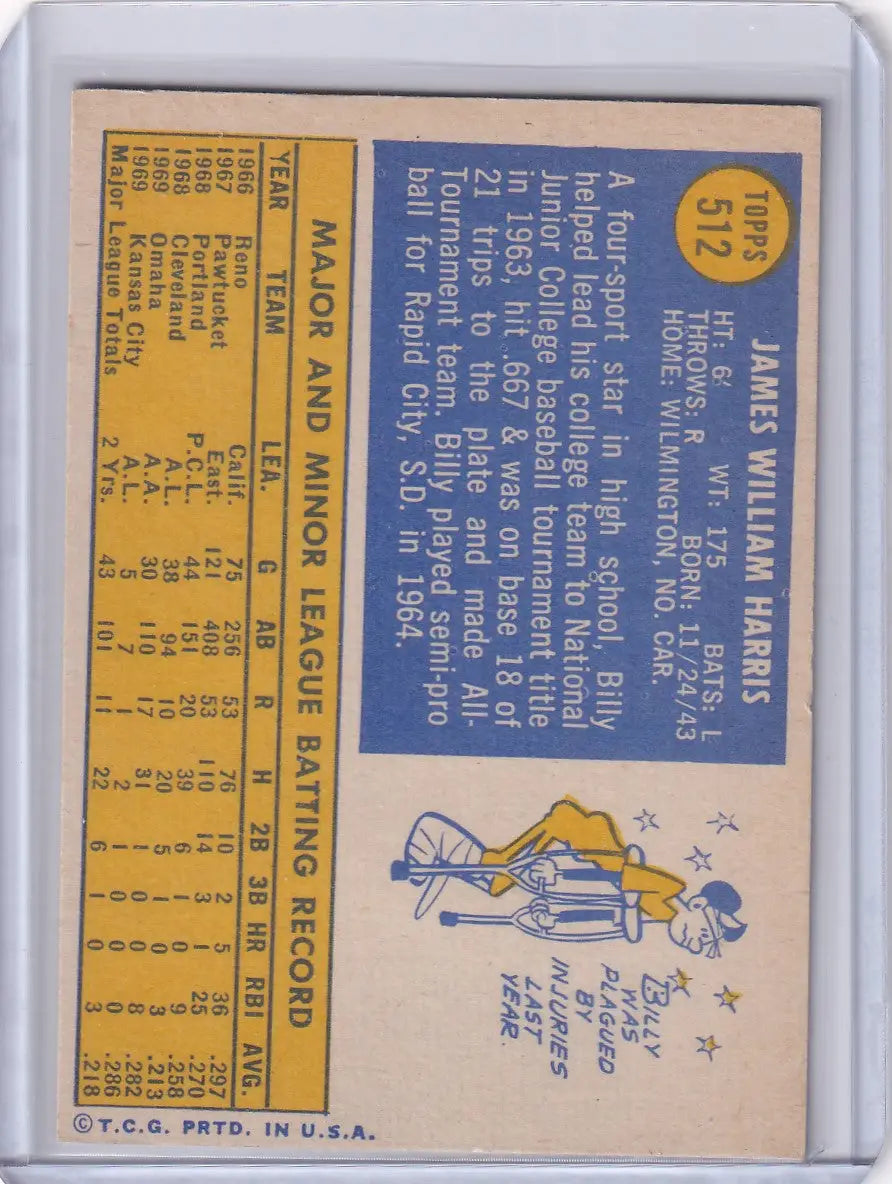 TOPPS
512
JAMES WILLIAM HARRIS
HT: 6' WT: 175 BATS: L
THROWS: R BORN: 11/24/43
HOME: WILMINGTON, NO. CAR.
A four-sport star in high school, Billy
helped lead his college team to National
Junior College baseball tournament title
in 1963, hit .667 & was on base 18 of
21 trips to the plate and made All-
Tournament team. Billy played semi-pro
ball for Rapid City, S.D. in 1964.
BILLY
WAS
PLAGUED
BY
INJURIES
LAST
YEAR.
MAJOR AND MINOR LEAGUE BATTING RECORD
YEAR TEAM LEA. G AB R H 2B 3B HR RBI AVG.
1966 Reno Calif. 75 256 53 76 10 2 5 36 .297
1967 Pawtucket East. 121 408 53 110 14 3 1 25 .270
1968 Portland P.C.L. 44 151 20 39 6 1 0 9 .258
1968 Cleveland A.L. 38 94 10 20 5 1 0 3 .213
1969 Omaha A.A. 30 110 17 31 1 0 0 8 .282
1969 Kansas City A.L. 5 7 1 2 1 0 0 0 .286
Major League Totals 2 Yrs. 43 101 11 22 6 1 0 3 .218
© T.C.G. PRTD. IN U.S.A.